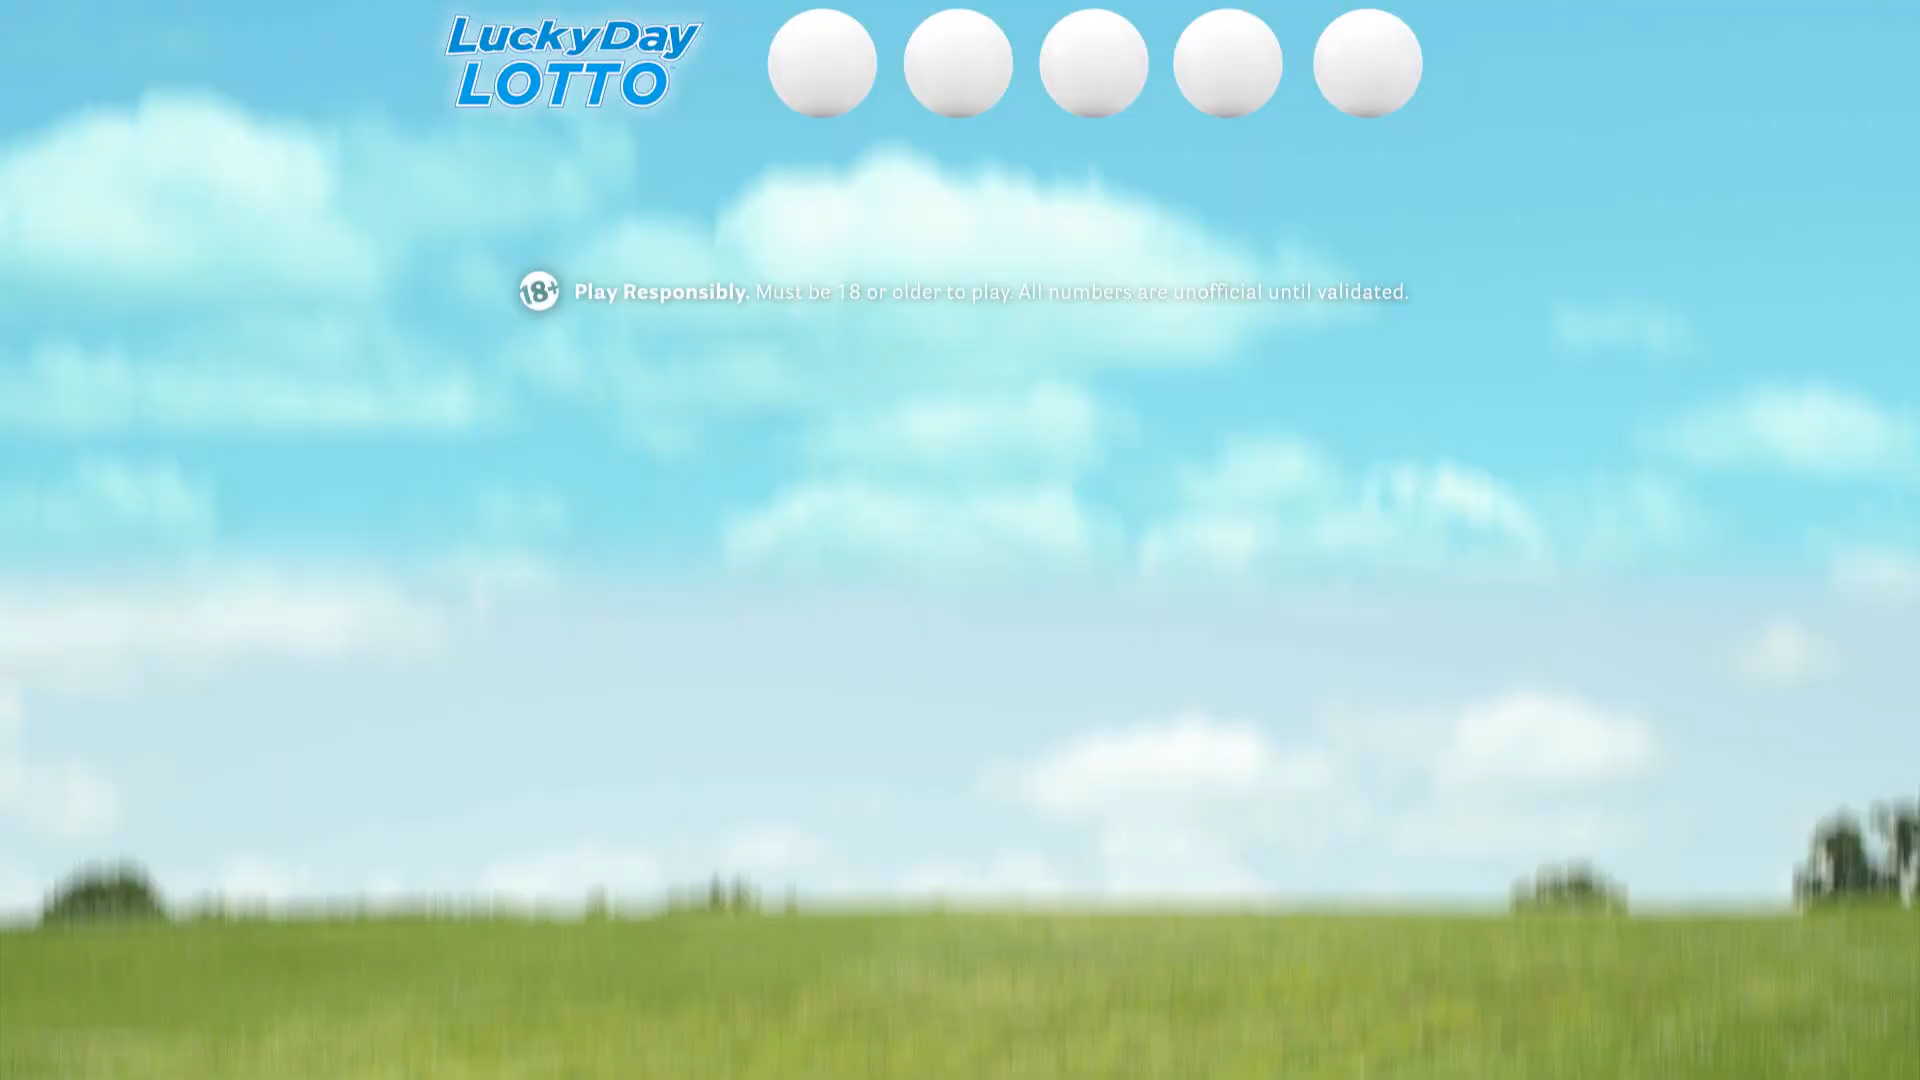 LuckyDay
LOTTO
18+ Play Responsibly. Must be 18 or older to play. All numbers are unofficial until validated.